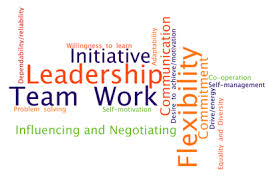 Dependability/reliability
Willingness to learn
Initiative
Leadership
Team Work
Problem solving
Self-motivation
Influencing and Negotiating
Communication
Desire to achieve/motivation
Adaptability
Flexibility
Commitment
Co-operation
Self-management
Drive/energy
Equality and Diversity